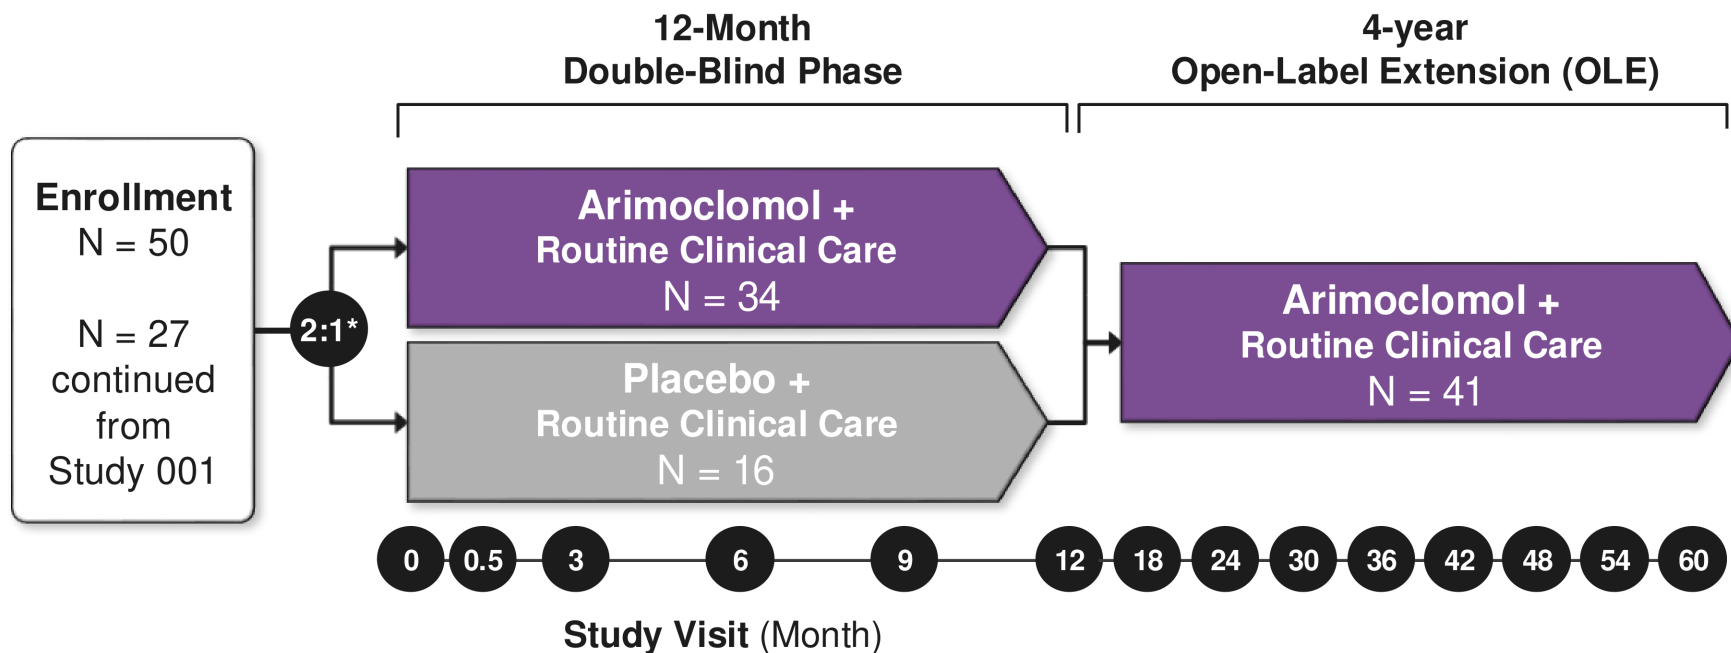 12-Month
Double-Blind Phase
4-year
Open-Label Extension (OLE)
Enrollment
N = 50
N = 27
continued
from
Study 001
2:1*
Arimoclomol +
Routine Clinical Care
N = 34
Placebo +
Routine Clinical Care
N = 16
Arimoclomol +
Routine Clinical Care
N = 41
0 0.5 3 6 9 12 18 24 30 36 42 48 54 60
Study Visit (Month)